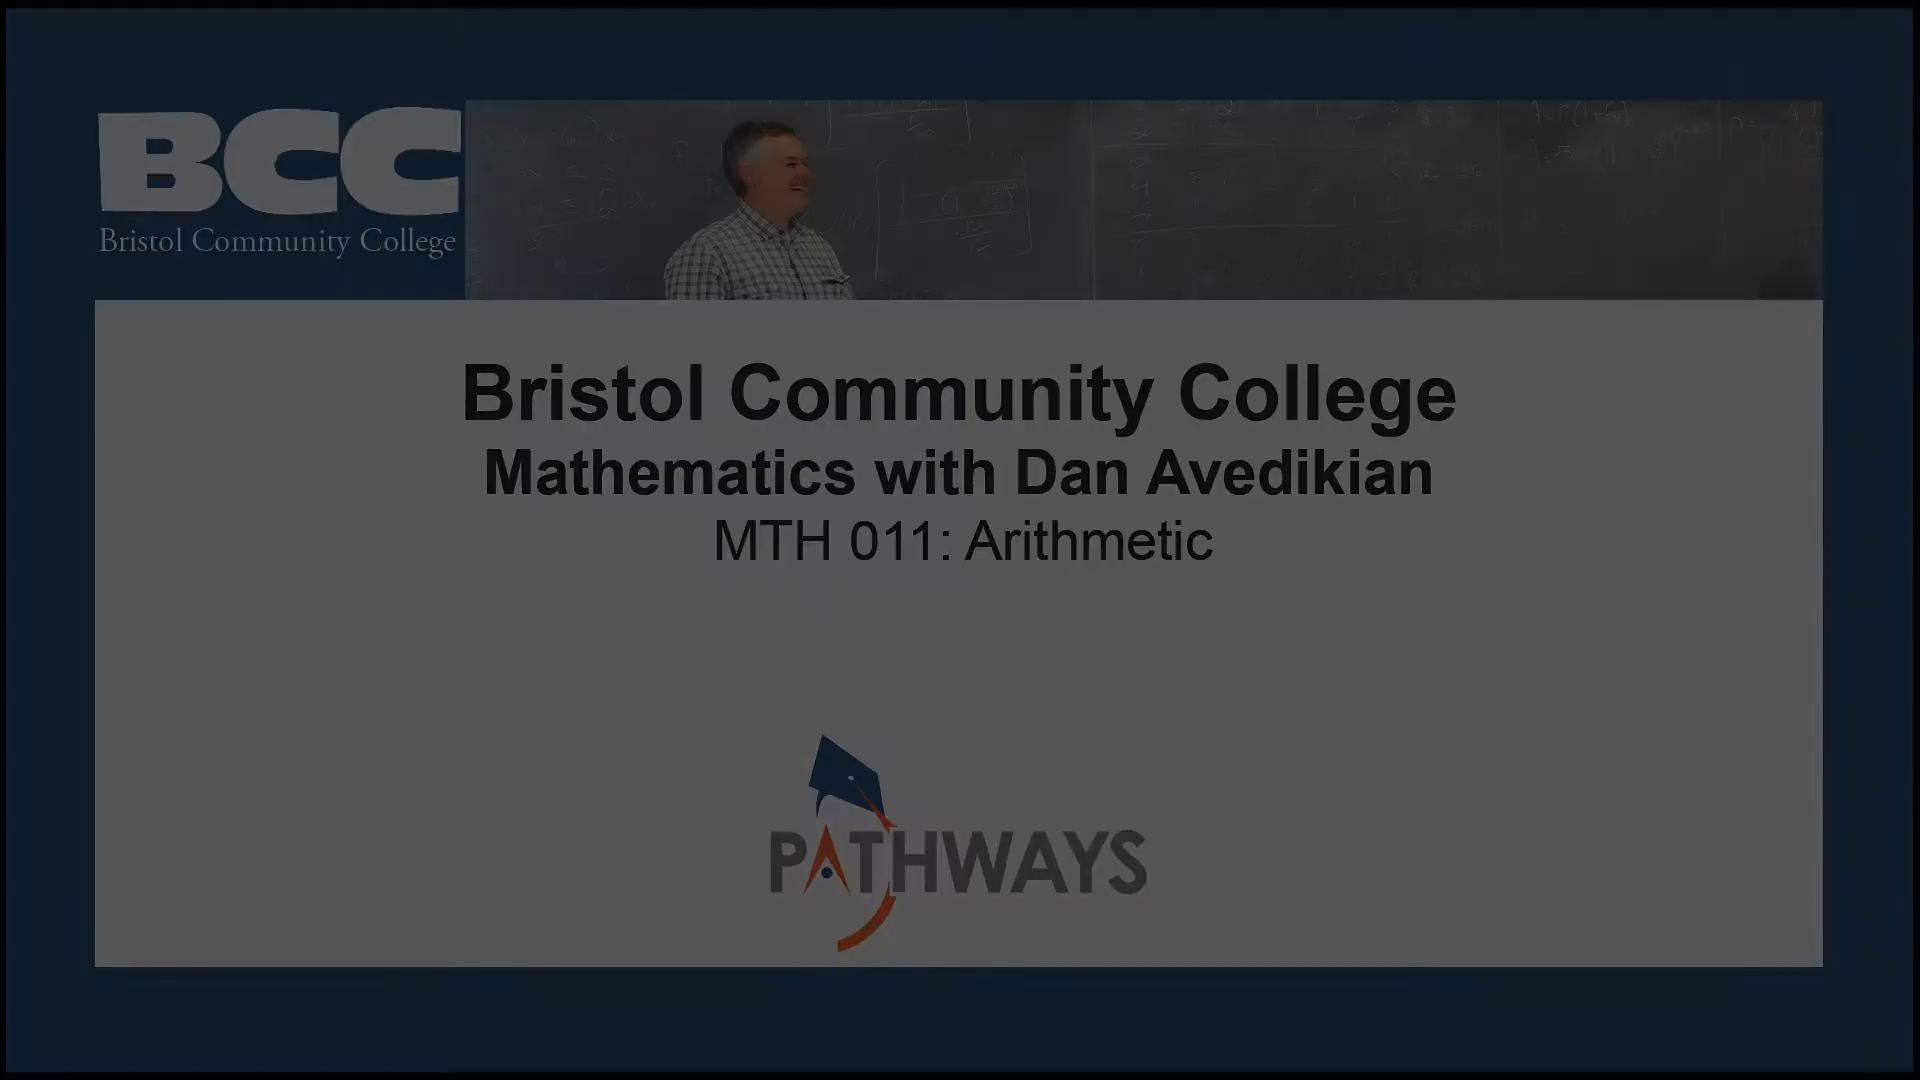 BCC
Bristol Community College
Bristol Community College
Mathematics with Dan Avedikian
MTH 011: Arithmetic
PATHWAYS